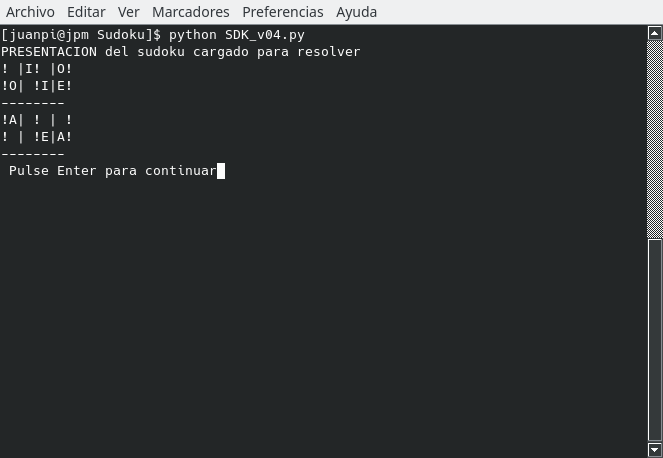 Archivo Editar Ver Marcadores Preferencias Ayuda
[juanpi@jpm Sudoku]$ python SDK_v04.py
PRESENTACION del sudoku cargado para resolver
! |I! |O!
!O| !I|E!
--------
!A| ! | !
! | !E|A!
--------
Pulse Enter para continuar